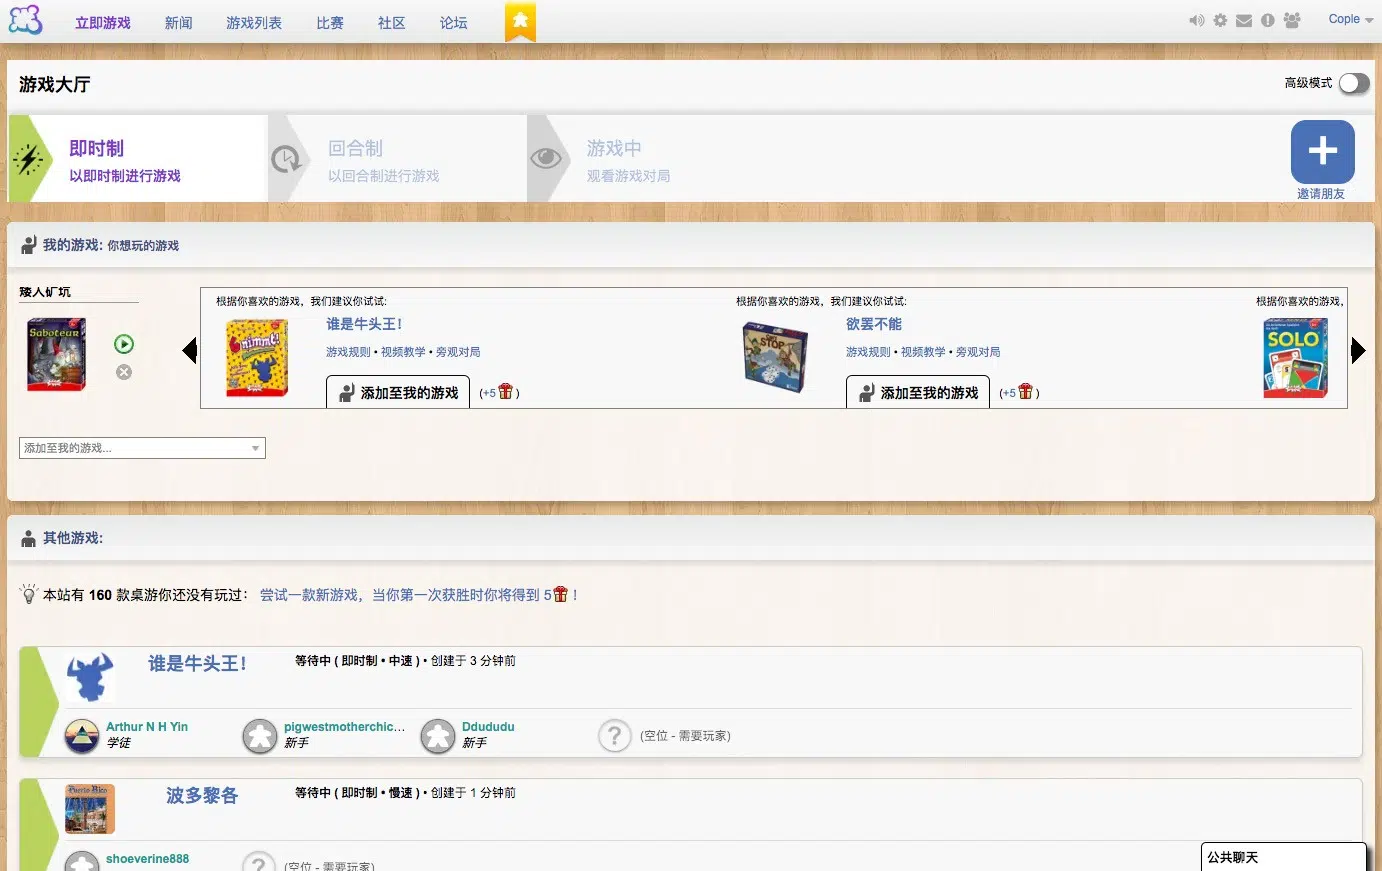 立即游戏 新闻 游戏列表 比赛 社区 论坛 Cople
游戏大厅 高级模式
即时制
以即时制进行游戏
回合制
以回合制进行游戏
游戏中
观看游戏对局
邀请朋友
我的游戏: 你想玩的游戏
矮人矿坑
Saboteur
根据你喜欢的游戏，我们建议你试试:
6 nimmt!
谁是牛头王!
游戏规则 • 视频教学 • 旁观对局
添加至我的游戏 (+5 )
根据你喜欢的游戏，我们建议你试试:
STOP
欲罢不能
游戏规则 • 视频教学 • 旁观对局
添加至我的游戏 (+5 )
根据你喜欢的游戏，
SOLO
添加至我的游戏...
其他游戏:
本站有 160 款桌游你还没有玩过： 尝试一款新游戏，当你第一次获胜时你将得到 5 !
谁是牛头王! 等待中 ( 即时制 • 中速 ) • 创建于 3 分钟前
Arthur N H Yin
学徒
pigwestmotherchic...
新手
Ddududu
新手
? (空位 - 需要玩家)
Puerto Rico
波多黎各 等待中 ( 即时制 • 慢速 ) • 创建于 1 分钟前
shoeverine888
? (空位 - 需要玩家)
公共聊天